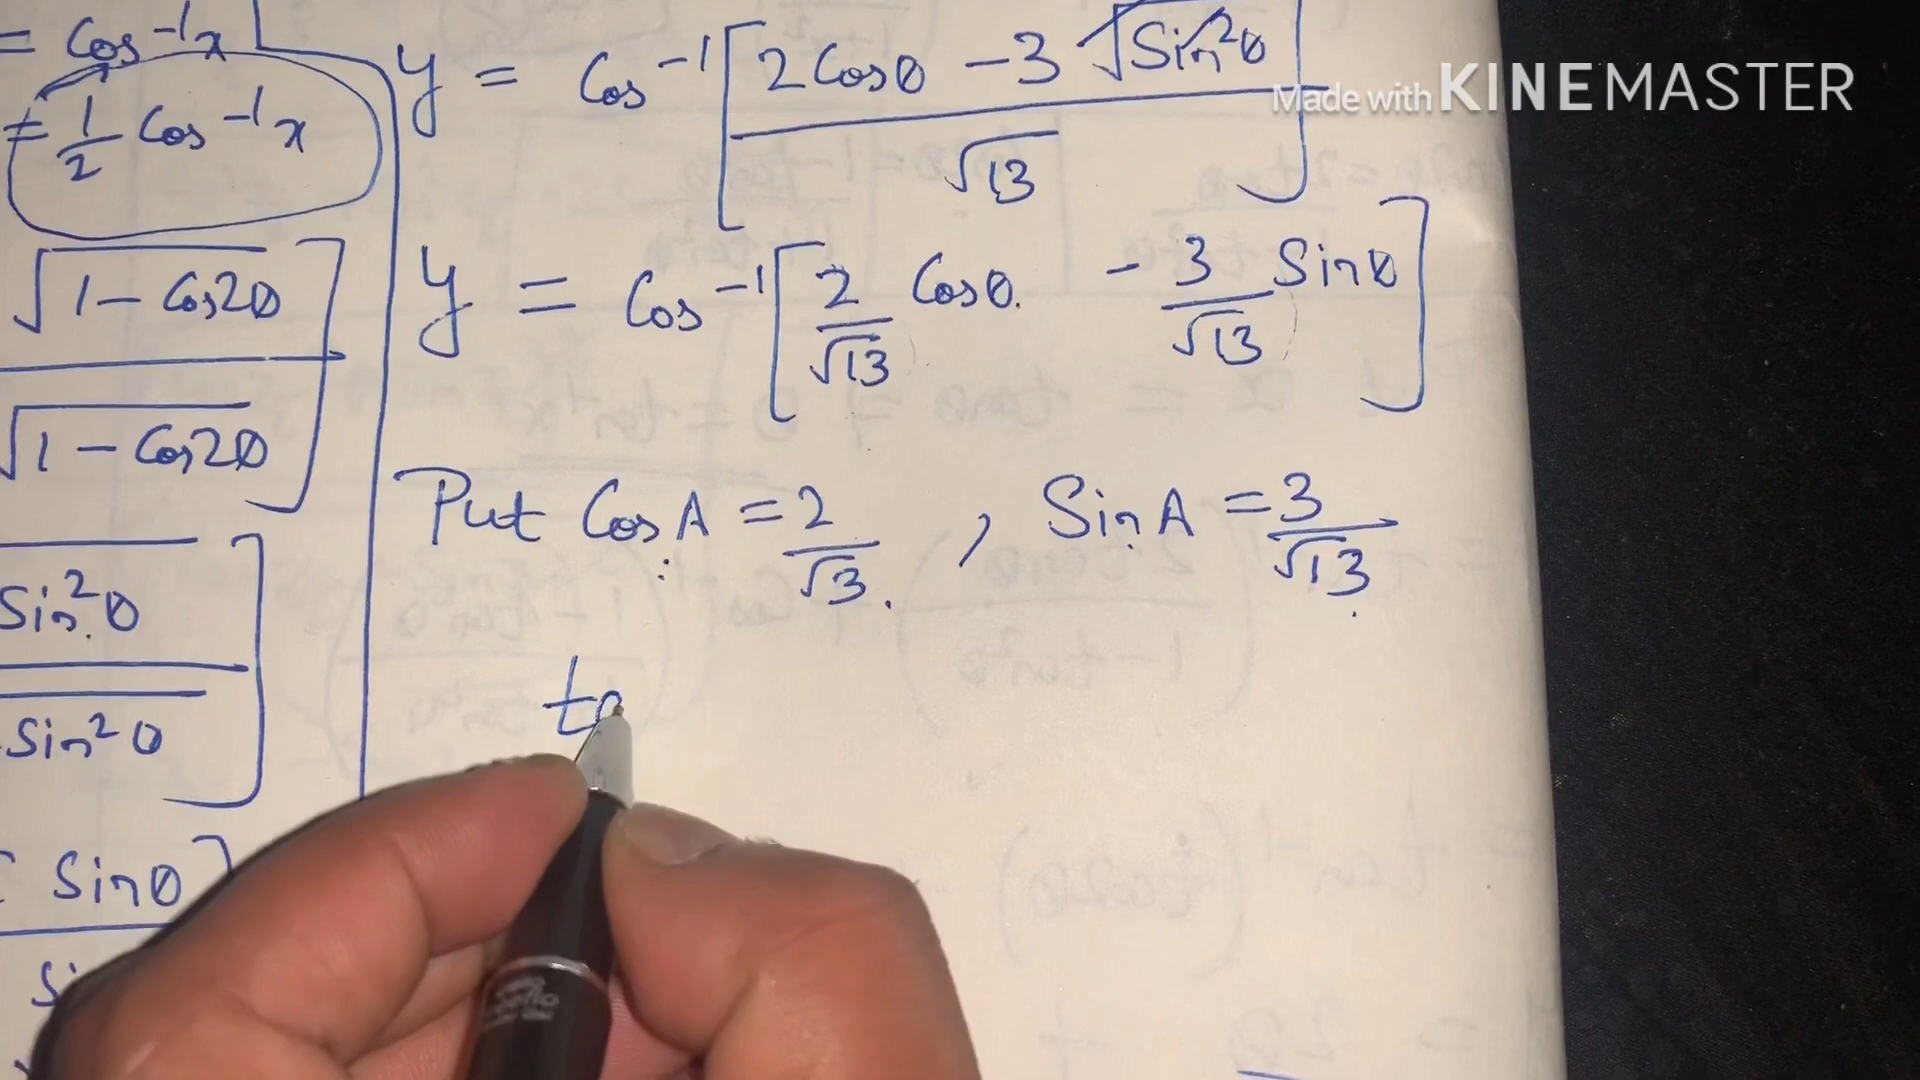 = Cos⁻¹x
= 1/2 Cos⁻¹x
√1 - Cos2θ
√1 - Cos2θ
Sin²θ
Sin²θ
Sinθ
y = Cos⁻¹[2Cosθ - 3√Sin²θ / √13]
y = Cos⁻¹[2/√13 Cosθ. - 3/√13 Sinθ]
Put CosA = 2/√3 , SinA = 3/√13
ta
Made with KINEMASTER